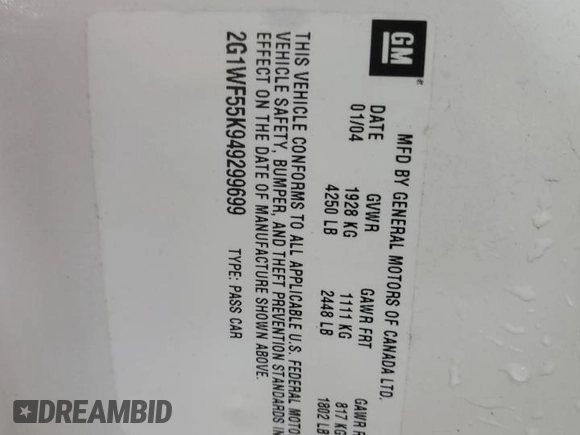 GM
MFD BY GENERAL MOTORS OF CANADA LTD.
DATE GVWR GAWR FRT GAWR
01/04 1928 KG 1111 KG 817 KG
4250 LB 2448 LB 1802 LB
THIS VEHICLE CONFORMS TO ALL APPLICABLE U.S. FEDERAL
VEHICLE SAFETY, BUMPER, AND THEFT PREVENTION STANDARDS
EFFECT ON THE DATE OF MANUFACTURE SHOWN ABOVE.
2G1WF55K949299699 TYPE: PASS CAR
DREAMBID